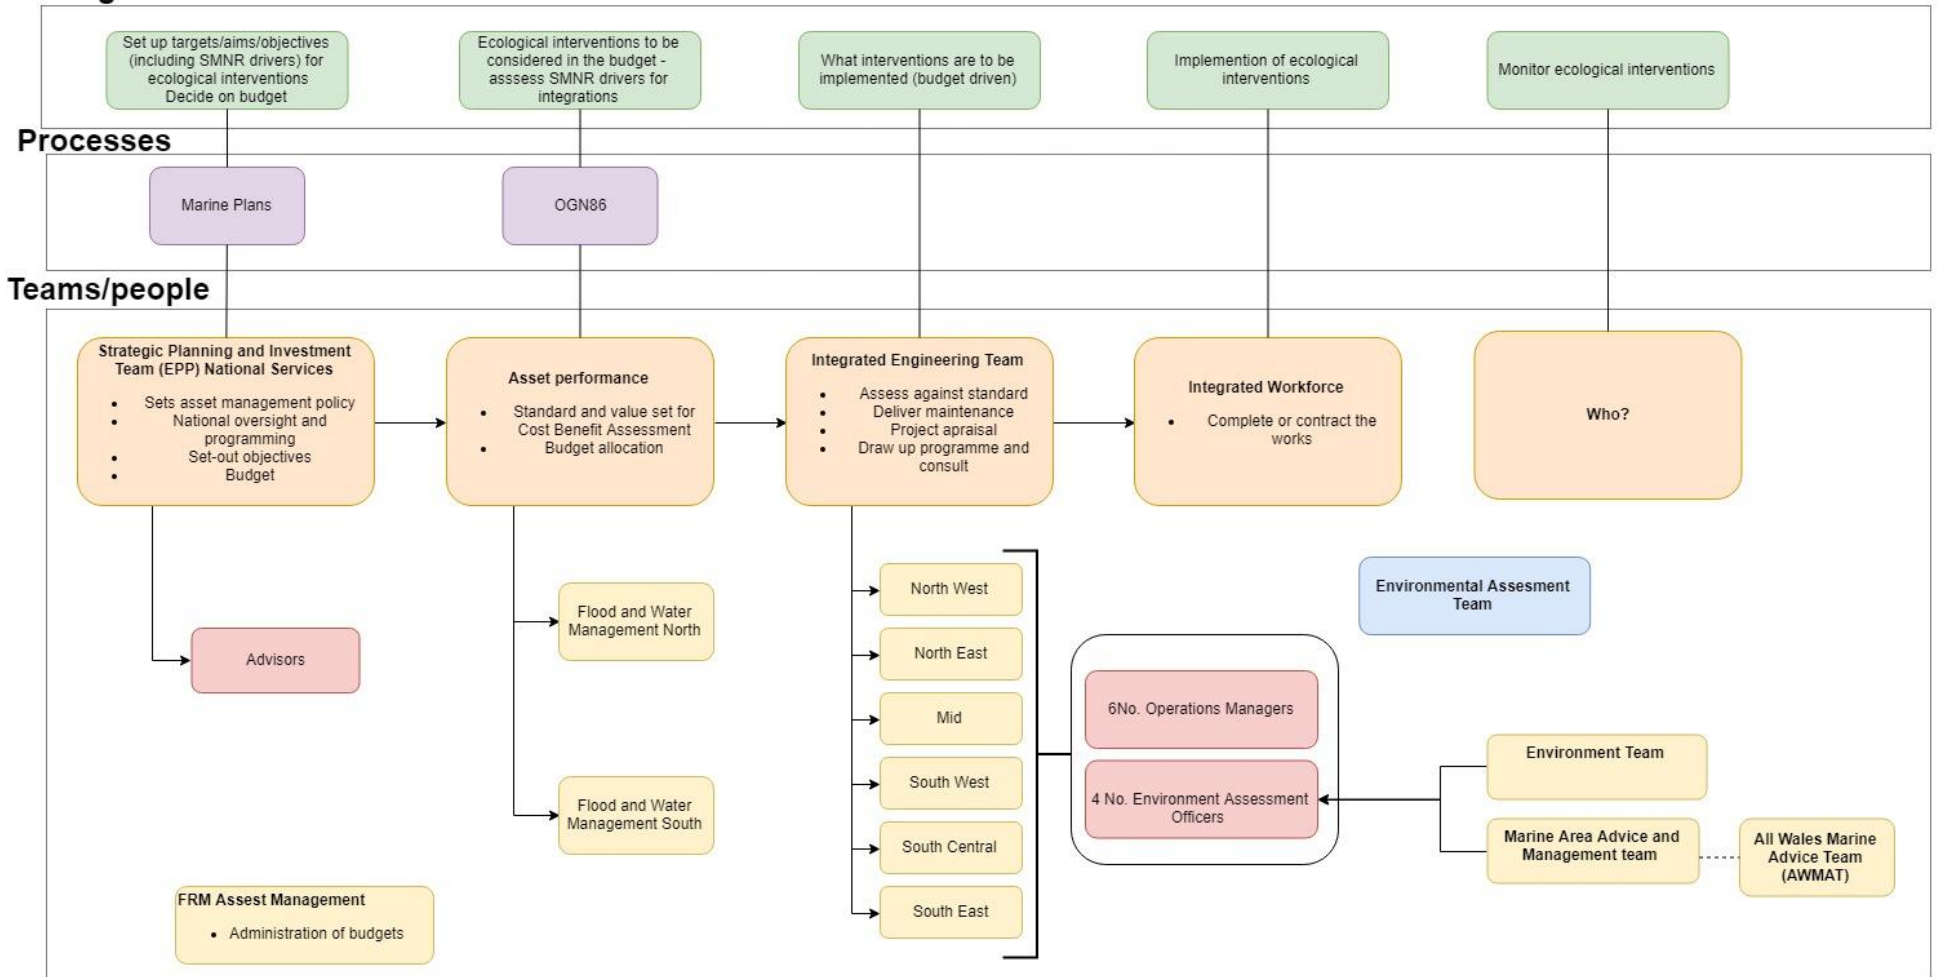 Set up targets/aims/objectives
(including SMNR drivers) for
ecological interventions
Decide on budget
Ecological interventions to be
considered in the budget -
asssess SMNR drivers for
integrations
What interventions are to be
implemented (budget driven)
Implemention of ecological
interventions
Monitor ecological interventions
Processes
Marine Plans
OGN86
Teams/people
Strategic Planning and Investment
Team (EPP) National Services
• Sets asset management policy
• National oversight and
programming
• Set-out objectives
• Budget
Asset performance
• Standard and value set for
Cost Benefit Assessment
• Budget allocation
Integrated Engineering Team
• Assess against standard
• Deliver maintenance
• Project apraisal
• Draw up programme and
consult
Integrated Workforce
• Complete or contract the
works
Who?
Advisors
Flood and Water
Management North
Flood and Water
Management South
North West
North East
Mid
South West
South Central
South East
6No. Operations Managers
4 No. Environment Assessment
Officers
Environmental Assesment
Team
Environment Team
Marine Area Advice and
Management team
All Wales Marine
Advice Team
(AWMAT)
FRM Assest Management
• Administration of budgets